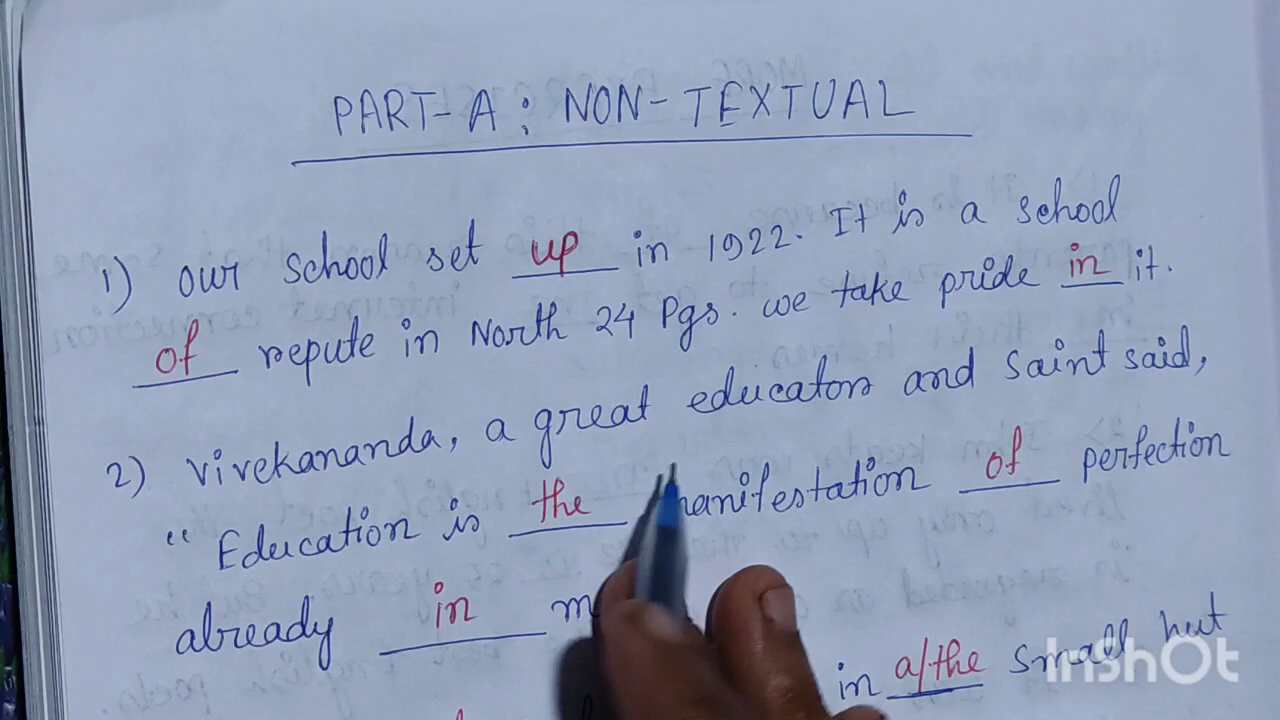 PART-A: NON-TEXTUAL
1) our school set up in 1922. It is a school
of repute in North 24 Pgs. we take pride in it.
2) Vivekananda, a great educator and saint said,
"Education is the manifestation of perfection
already in
in a/the small hut
InShOt